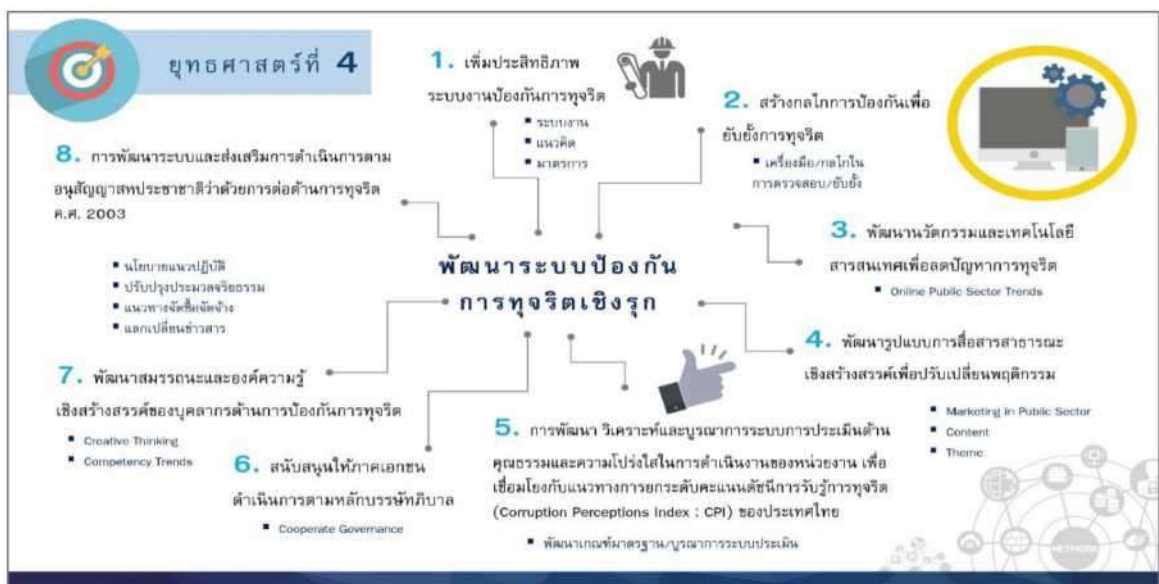 ยุทธศาสตร์ที่ 4
1. เพิ่มประสิทธิภาพ
ระบบงานป้องกันการทุจริต
▪ ระบบงาน
▪ แนวคิด
▪ มาตรการ
2. สร้างกลไกการป้องกันเพื่อ
ยับยั้งการทุจริต
▪ เครื่องมือ/กลไกใน
การตรวจสอบ/ยับยั้ง
3. พัฒนานวัตกรรมและเทคโนโลยี
สารสนเทศเพื่อลดปัญหาการทุจริต
▪ Online Public Sector Trends
4. พัฒนารูปแบบการสื่อสารสาธารณะ
เชิงสร้างสรรค์เพื่อปรับเปลี่ยนพฤติกรรม
▪ Marketing in Public Sector
▪ Content
▪ Theme
5. การพัฒนา วิเคราะห์และบูรณาการระบบการประเมินด้าน
คุณธรรมและความโปร่งใสในการดำเนินงานของหน่วยงาน เพื่อ
เชื่อมโยงกับแนวทางการยกระดับคะแนนดัชนีการรับรู้การทุจริต
(Corruption Perceptions Index : CPI) ของประเทศไทย
▪ พัฒนาเกณฑ์มาตรฐาน/บูรณาการระบบประเมิน
6. สนับสนุนให้ภาคเอกชน
ดำเนินการตามหลักบรรษัทภิบาล
▪ Cooperate Governance
7. พัฒนาสมรรถนะและองค์ความรู้
เชิงสร้างสรรค์ของบุคลากรด้านการป้องกันการทุจริต
▪ Creative Thinking
▪ Competency Trends
8. การพัฒนาระบบและส่งเสริมการดำเนินการตาม
อนุสัญญาสหประชาชาติว่าด้วยการต่อต้านการทุจริต
ค.ศ. 2003
▪ นโยบายแนวปฏิบัติ
▪ ปรับปรุงประมวลจริยธรรม
▪ แนวทางจัดซื้อจัดจ้าง
▪ แลกเปลี่ยนข่าวสาร
พัฒนาระบบป้องกัน
การทุจริตเชิงรุก
NETWORK